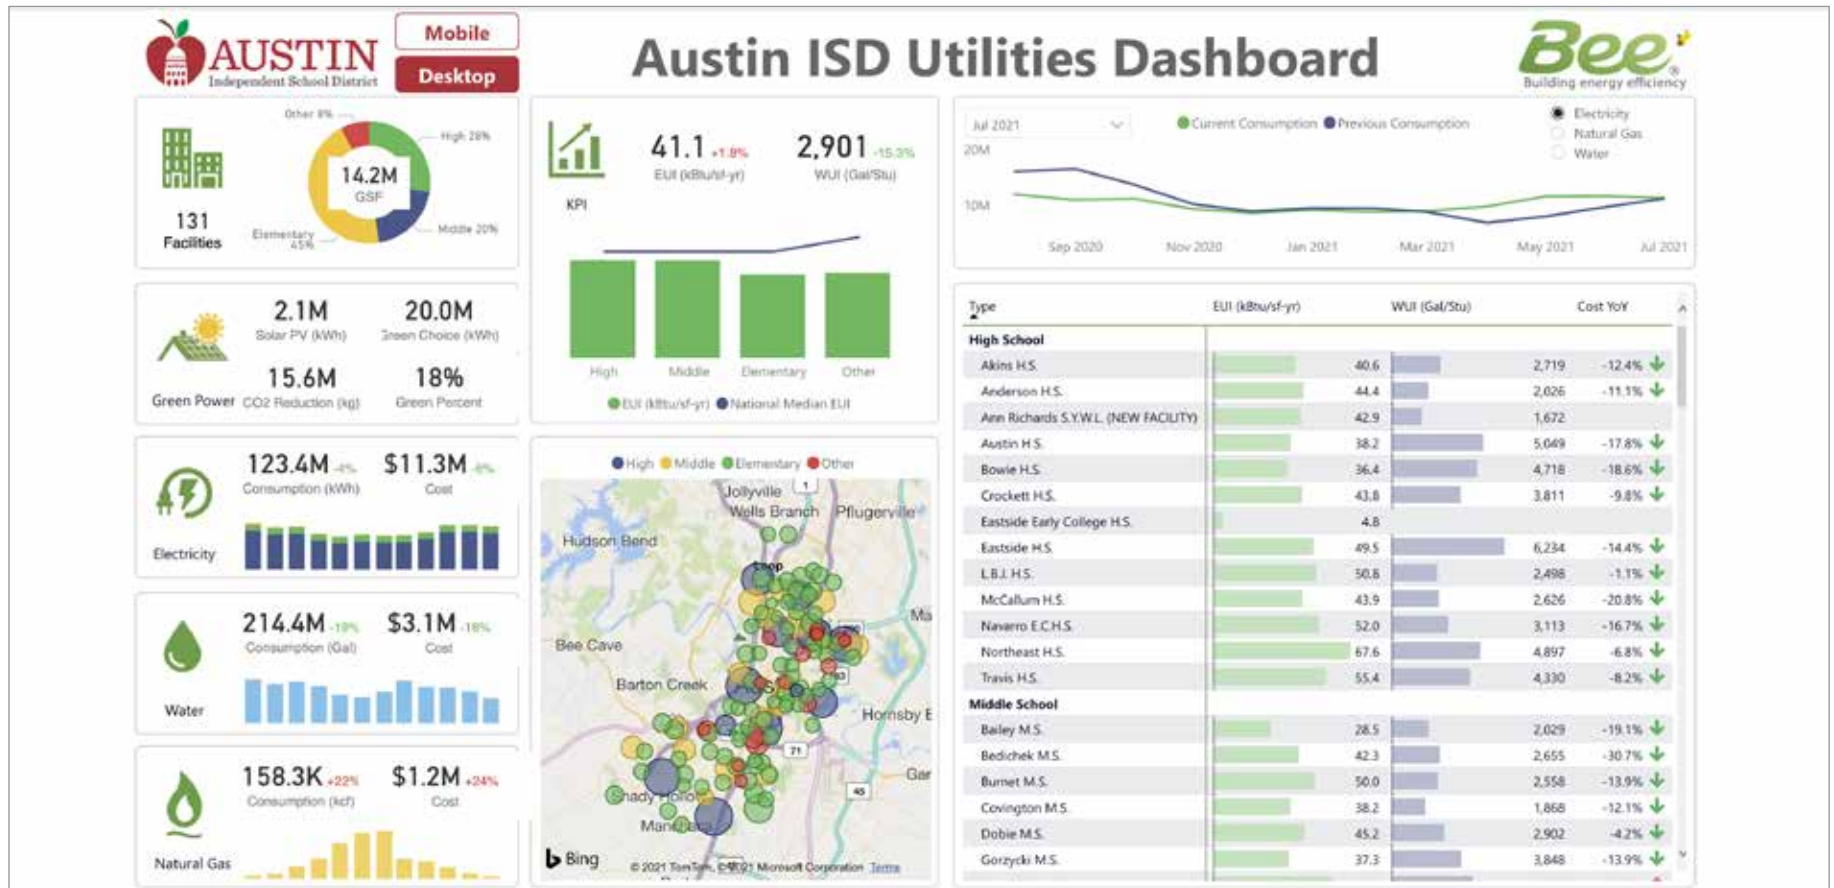 AUSTIN
Independent School District
Mobile
Desktop
Austin ISD Utilities Dashboard
Bee®
Building energy efficiency
131
Facilities
Other 8%
High 28%
Middle 20%
Elementary
45%
14.2M
GSF
KPI
41.1 +1.8%
EUI (kBtu/sf-yr)
2,901 -15.3%
WUI (Gal/Stu)
High Middle Elementary Other
EUI (kBtu/sf-yr) National Median EUI
Jul 2021
Current Consumption Previous Consumption
Electricity
Natural Gas
Water
20M
10M
Sep 2020 Nov 2020 Jan 2021 Mar 2021 May 2021 Jul 2021
Green Power
2.1M
Solar PV (kWh)
20.0M
Green Choice (kWh)
15.6M
CO2 Reduction (kg)
18%
Green Percent
Electricity
123.4M -4%
Consumption (kWh)
$11.3M
Cost
Water
214.4M -19%
Consumption (Gal)
$3.1M -18%
Cost
Natural Gas
158.3K +22%
Consumption (kcf)
$1.2M +24%
Cost
High Middle Elementary Other
Jollyville
1
Wells Branch
Pflugerville
Hudson Bend
Loop
Bee Cave
Ma
Barton Creek
Hornsby B
71
Gar
45
Shady Hollow
Manchaca
Bing
© 2021 TomTom, © 2021 Microsoft Corporation Terms
Type EUI (kBtu/sf-yr) WUI (Gal/Stu) Cost YoY
High School
Akins H.S. 40.6 2,719 -12.4%
Anderson H.S. 44.4 2,026 -11.1%
Ann Richards S.Y.W.L. (NEW FACILITY) 42.9 1,672
Austin H.S. 38.2 5,049 -17.8%
Bowie H.S. 36.4 4,718 -18.6%
Crockett H.S. 43.8 3,811 -9.8%
Eastside Early College H.S. 4.8
Eastside H.S. 49.5 6,234 -14.4%
L.B.J. H.S. 50.8 2,498 -1.1%
McCallum H.S. 43.9 2,626 -20.8%
Navarro E.C.H.S. 52.0 3,113 -16.7%
Northeast H.S. 67.6 4,897 -6.8%
Travis H.S. 55.4 4,330 -8.2%
Middle School
Bailey M.S. 28.5 2,029 -19.1%
Bedichek M.S. 42.3 2,655 -30.7%
Burnet M.S. 50.0 2,558 -13.9%
Covington M.S. 38.2 1,868 -12.1%
Dobie M.S. 45.2 2,902 -4.2%
Gorzycki M.S. 37.3 3,848 -13.9%